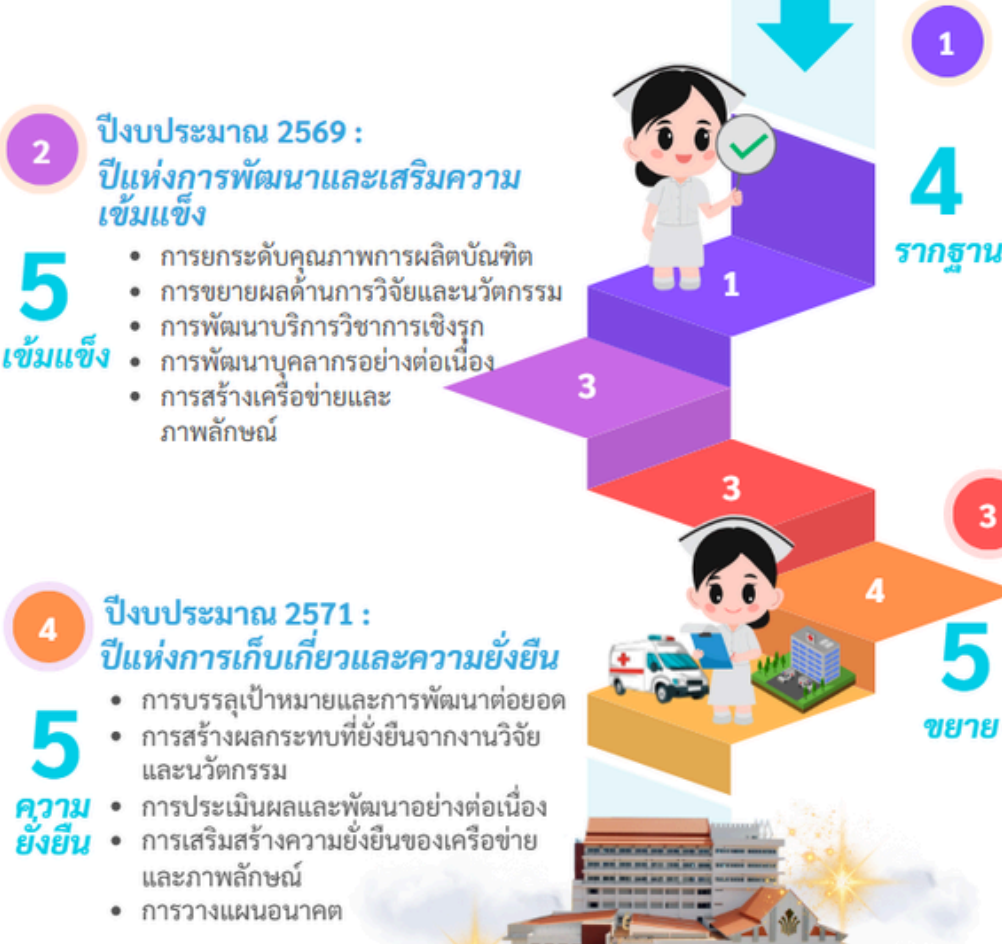 1
4
รากฐาน
2
ปีงบประมาณ 2569 :
ปีแห่งการพัฒนาและเสริมความ
เข้มแข็ง
5
เข้มแข็ง
• การยกระดับคุณภาพการผลิตบัณฑิต
• การขยายผลด้านการวิจัยและนวัตกรรม
• การพัฒนาบริการวิชาการเชิงรุก
• การพัฒนาบุคลากรอย่างต่อเนื่อง
• การสร้างเครือข่ายและ
ภาพลักษณ์
1
3
3
4
3
5
ขยาย
4
ปีงบประมาณ 2571 :
ปีแห่งการเก็บเกี่ยวและความยั่งยืน
5
ความ
ยั่งยืน
• การบรรลุเป้าหมายและการพัฒนาต่อยอด
• การสร้างผลกระทบที่ยั่งยืนจากงานวิจัย
และนวัตกรรม
• การประเมินผลและพัฒนาอย่างต่อเนื่อง
• การเสริมสร้างความยั่งยืนของเครือข่าย
และภาพลักษณ์
• การวางแผนอนาคต